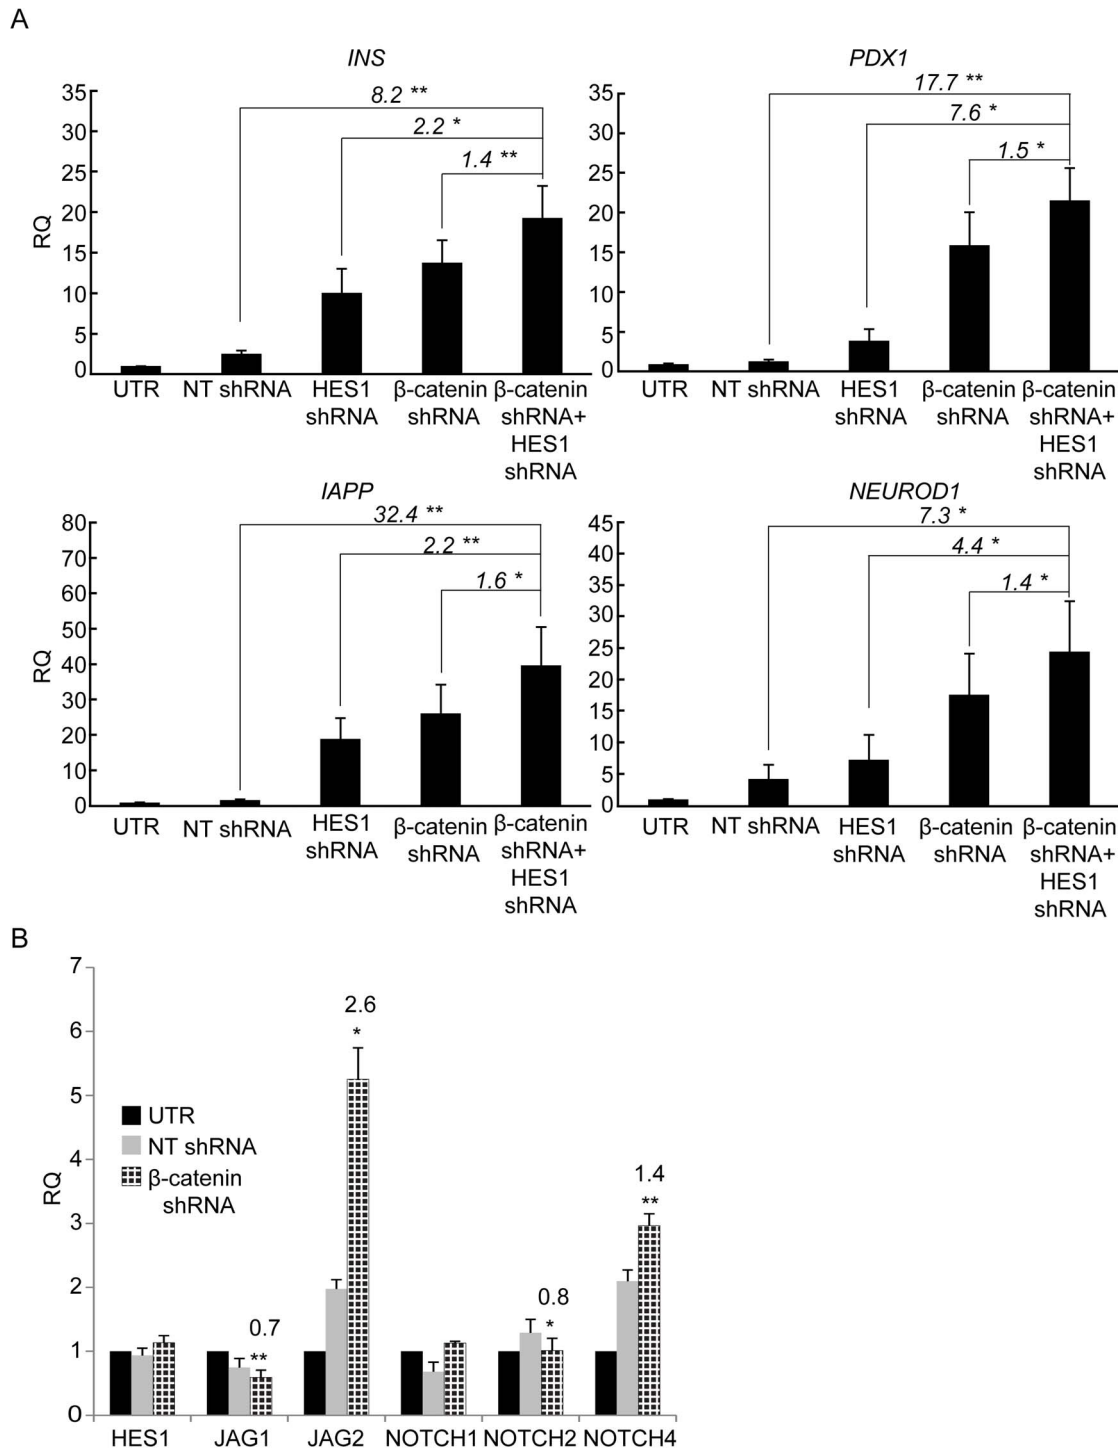 A
INS
35
30
25
20
15
10
5
0
RQ
8.2 **
2.2 *
1.4 **
UTR
NT shRNA
HES1
shRNA
β-catenin
shRNA
β-catenin
shRNA+
HES1
shRNA
PDX1
35
30
25
20
15
10
5
0
17.7 **
7.6 *
1.5 *
UTR
NT shRNA
HES1
shRNA
β-catenin
shRNA
β-catenin
shRNA+
HES1
shRNA
IAPP
80
70
60
50
40
30
20
10
0
RQ
32.4 **
2.2 **
1.6 *
UTR
NT shRNA
HES1
shRNA
β-catenin
shRNA
β-catenin
shRNA+
HES1
shRNA
NEUROD1
45
40
35
30
25
20
15
10
5
0
7.3 *
4.4 *
1.4 *
UTR
NT shRNA
HES1
shRNA
β-catenin
shRNA
β-catenin
shRNA+
HES1
shRNA
B
7
6
5
4
3
2
1
0
RQ
UTR
NT shRNA
β-catenin
shRNA
0.7
**
2.6
*
0.8
*
1.4
**
HES1
JAG1
JAG2
NOTCH1
NOTCH2
NOTCH4